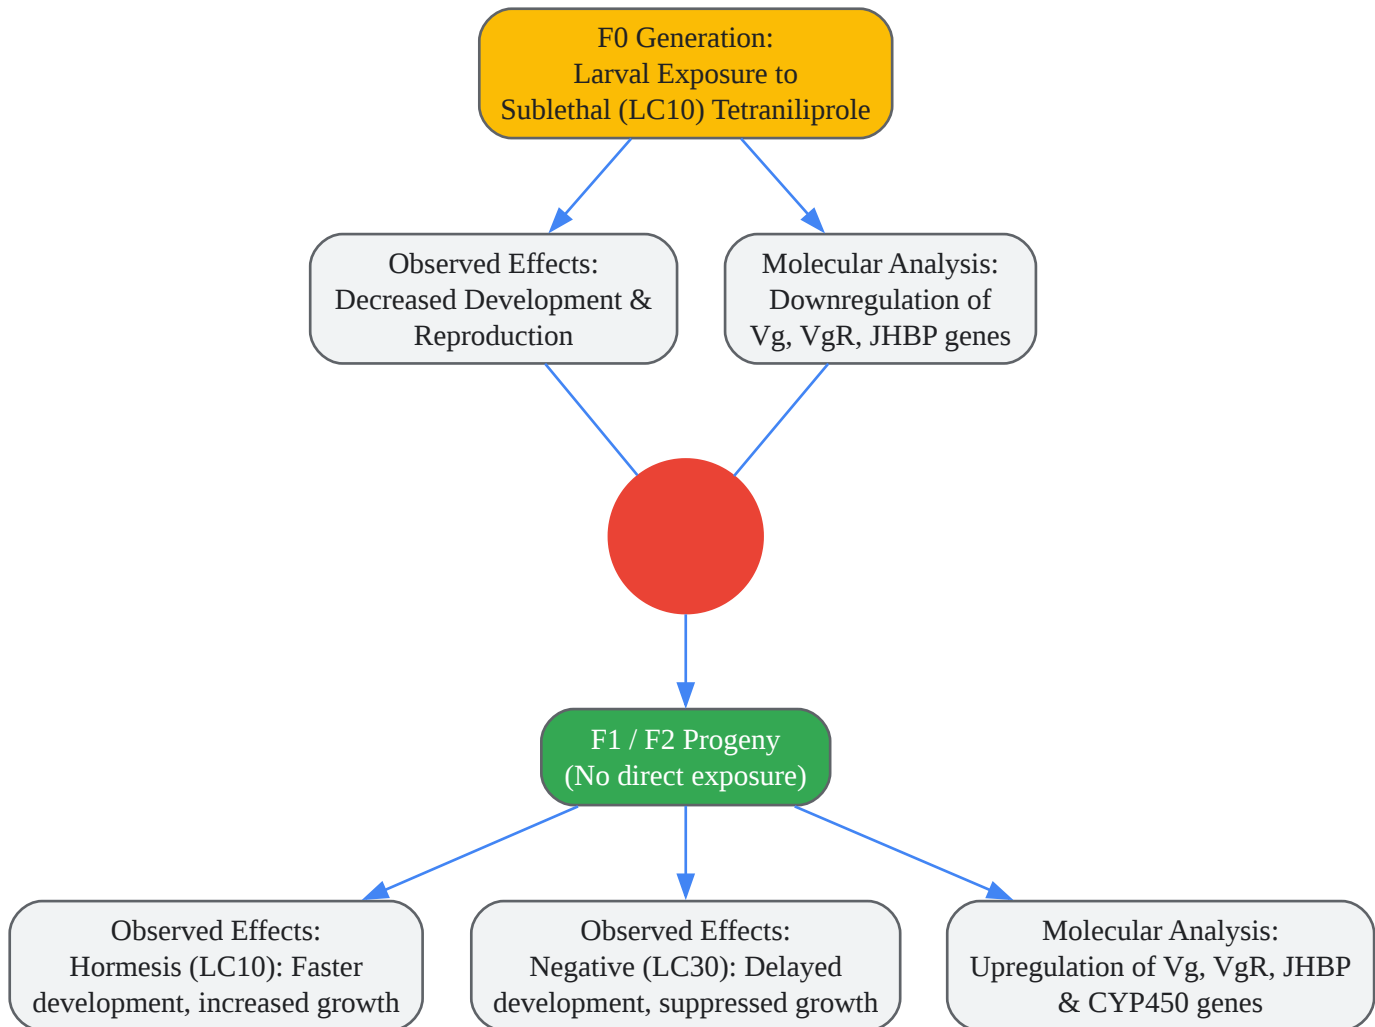 F0 Generation:
Larval Exposure to
Sublethal (LC10) Tetraniliprole
Observed Effects:
Decreased Development &
Reproduction
Molecular Analysis:
Downregulation of
Vg, VgR, JHBP genes
F1 / F2 Progeny
(No direct exposure)
Observed Effects:
Hormesis (LC10): Faster
development, increased growth
Observed Effects:
Negative (LC30): Delayed
development, suppressed growth
Molecular Analysis:
Upregulation of Vg, VgR, JHBP
& CYP450 genes